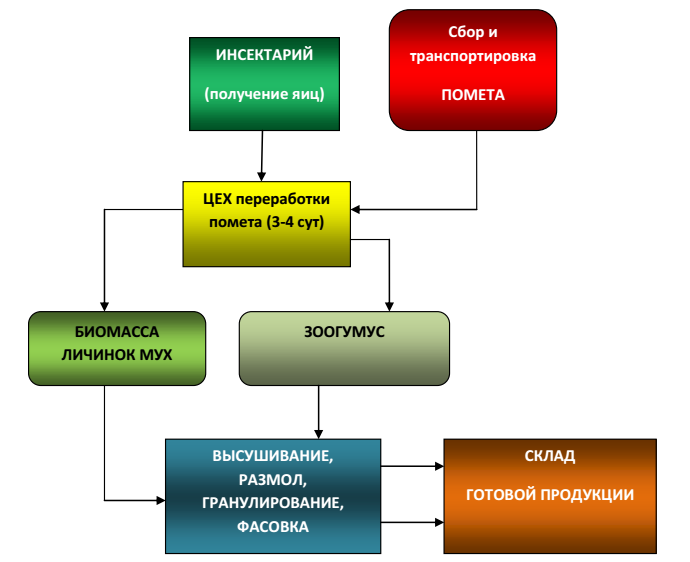 ИНСЕКТАРИЙ
(получение яиц)
Сбор и
транспортировка
ПОМЕТА
ЦЕХ переработки
помета (3-4 сут)
БИОМАССА
ЛИЧИНОК МУХ
ЗООГУМУС
ВЫСУШИВАНИЕ,
РАЗМОЛ,
ГРАНУЛИРОВАНИЕ,
ФАСОВКА
СКЛАД
ГОТОВОЙ ПРОДУКЦИИ